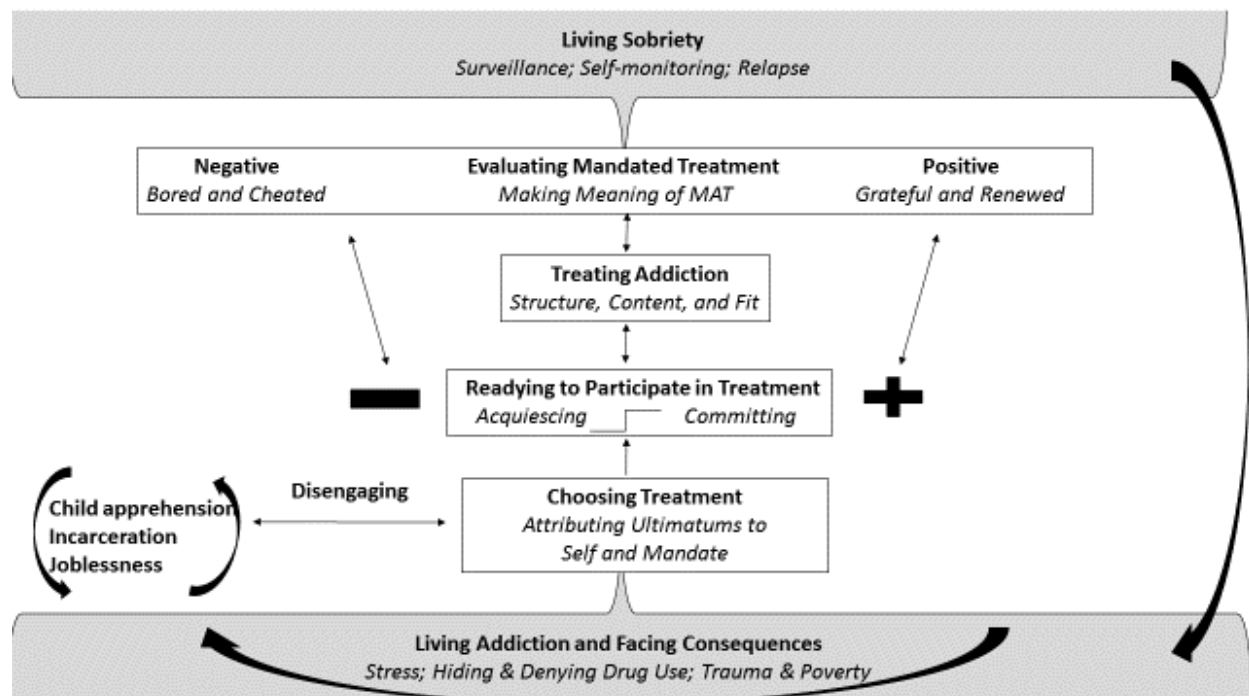 Living Sobriety
Surveillance; Self-monitoring; Relapse
Negative
Bored and Cheated
Evaluating Mandated Treatment
Making Meaning of MAT
Positive
Grateful and Renewed
Treating Addiction
Structure, Content, and Fit
Readying to Participate in Treatment
Acquiescing Committing
Disengaging
Child apprehension
Incarceration
Joblessness
Choosing Treatment
Attributing Ultimatums to
Self and Mandate
Living Addiction and Facing Consequences
Stress; Hiding & Denying Drug Use; Trauma & Poverty